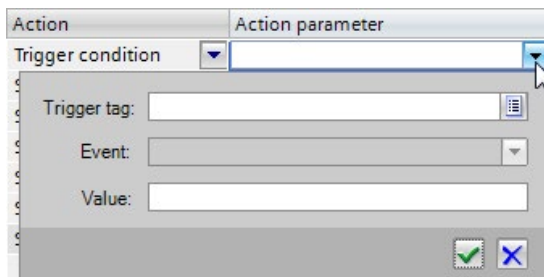 Action Action parameter
Trigger condition
Trigger tag:
Event:
Value: